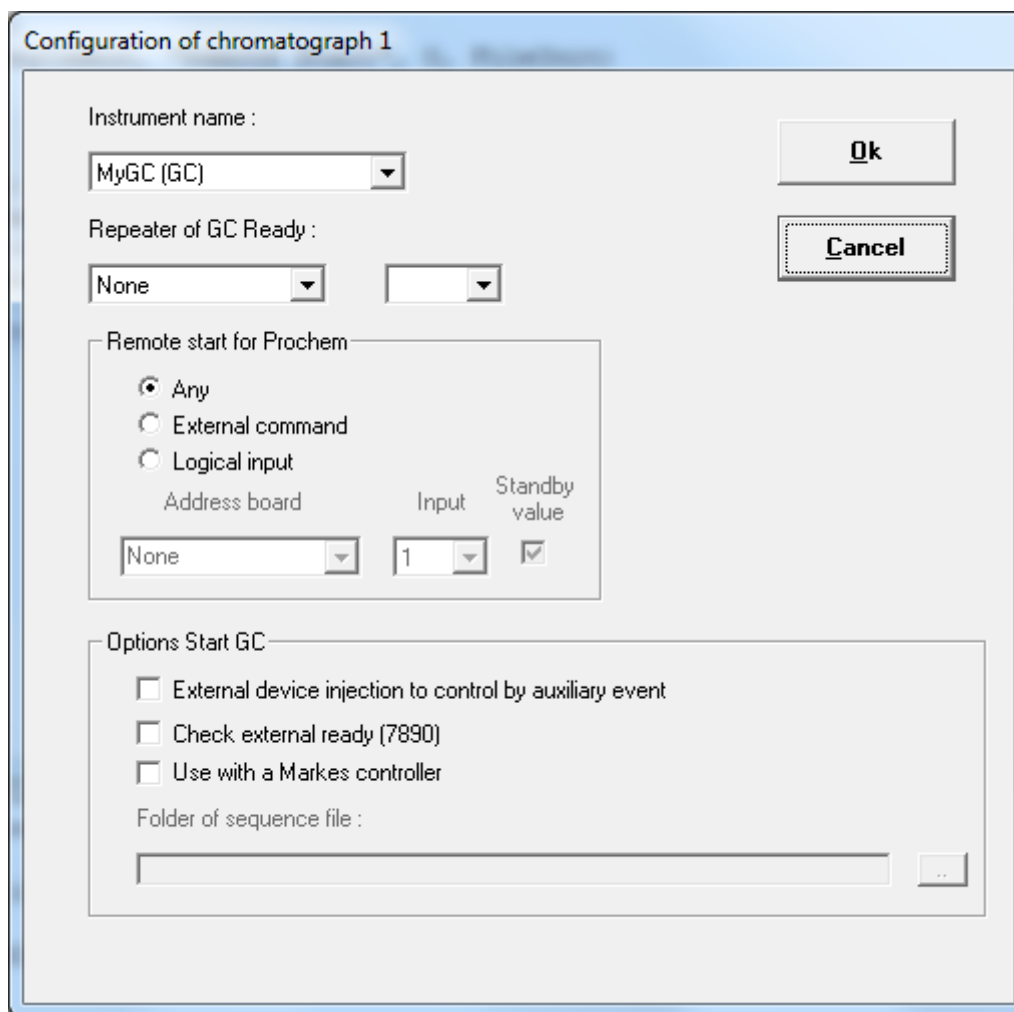 Configuration of chromatograph 1
Instrument name :
Ok
MyGC (GC)
Repeater of GC Ready :
Cancel
None
Remote start for Prochem
Any
External command
Logical input
Address board
Input
Standby
value
None
1
Options Start GC
External device injection to control by auxiliary event
Check external ready (7890)
Use with a Markes controller
Folder of sequence file :
..